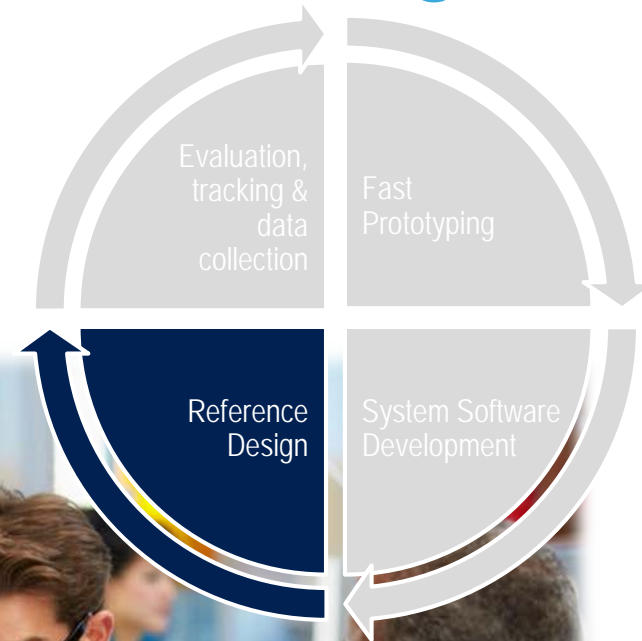 Evaluation,
tracking &
data
collection
Fast
Prototyping
Reference
Design
System Software
Development